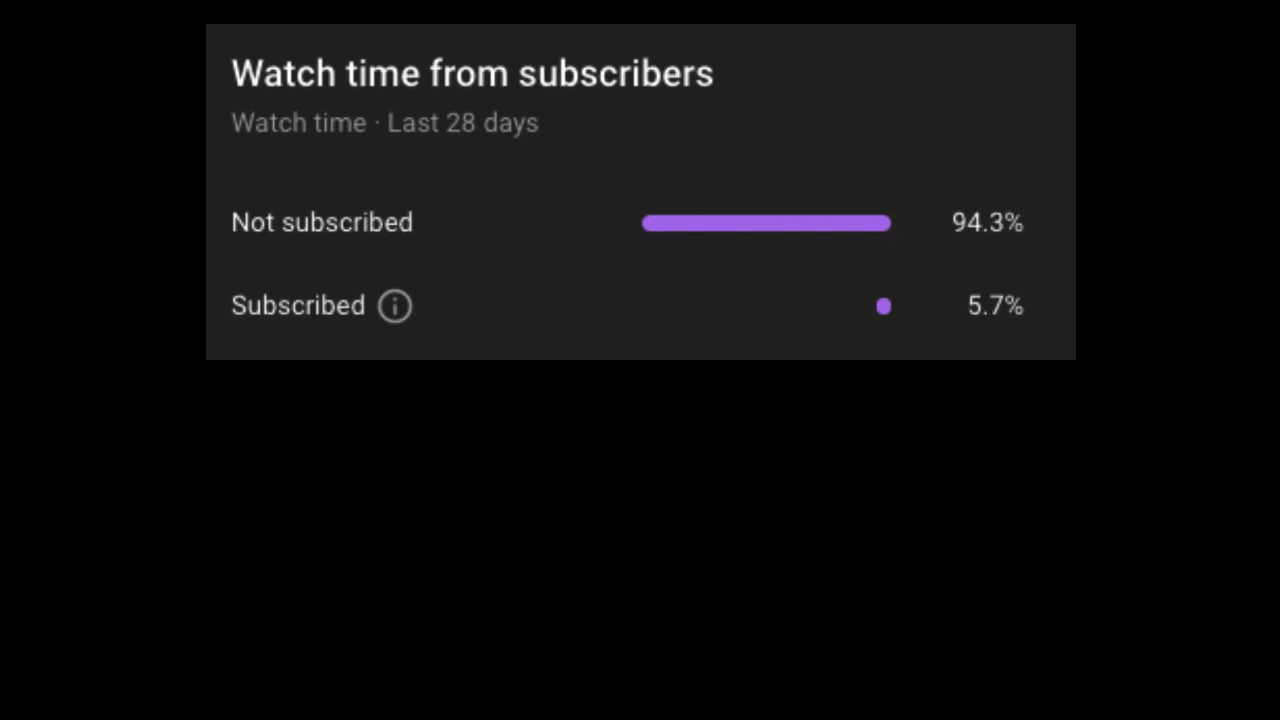 Watch time from subscribers
Watch time · Last 28 days
Not subscribed 94.3%
Subscribed 5.7%